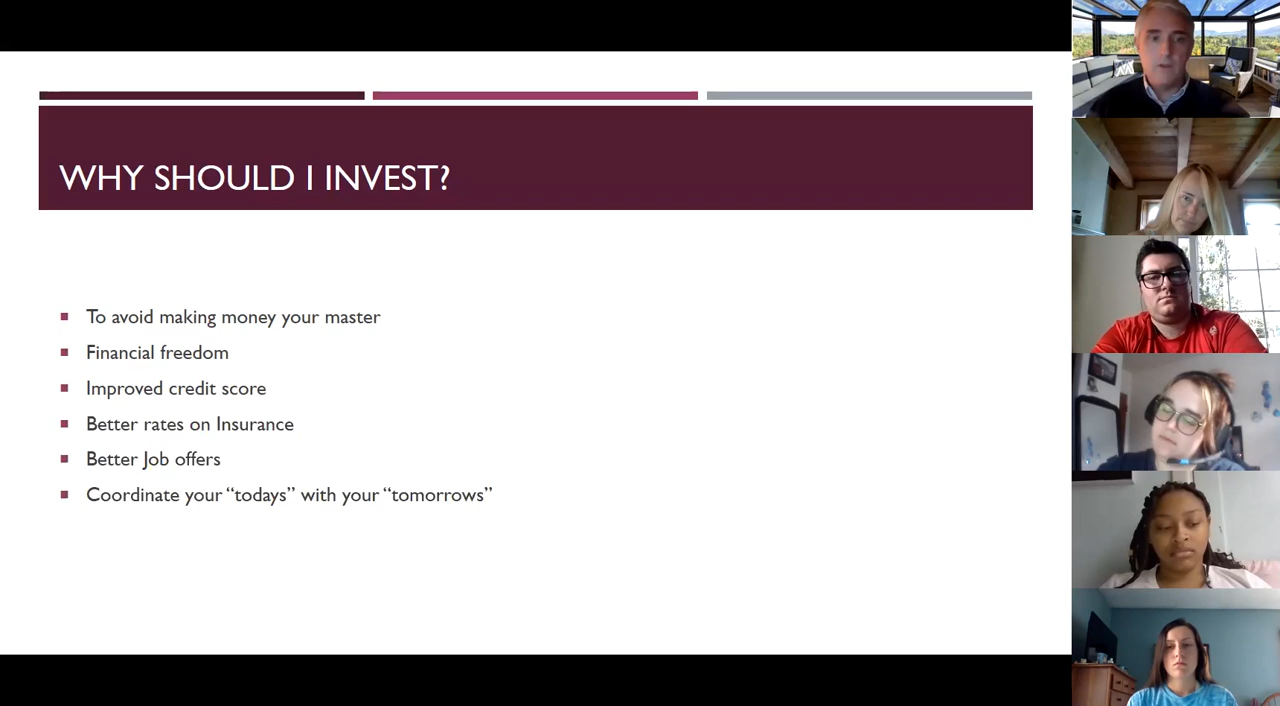 WHY SHOULD I INVEST?
To avoid making money your master
Financial freedom
Improved credit score
Better rates on Insurance
Better Job offers
Coordinate your “todays” with your “tomorrows”